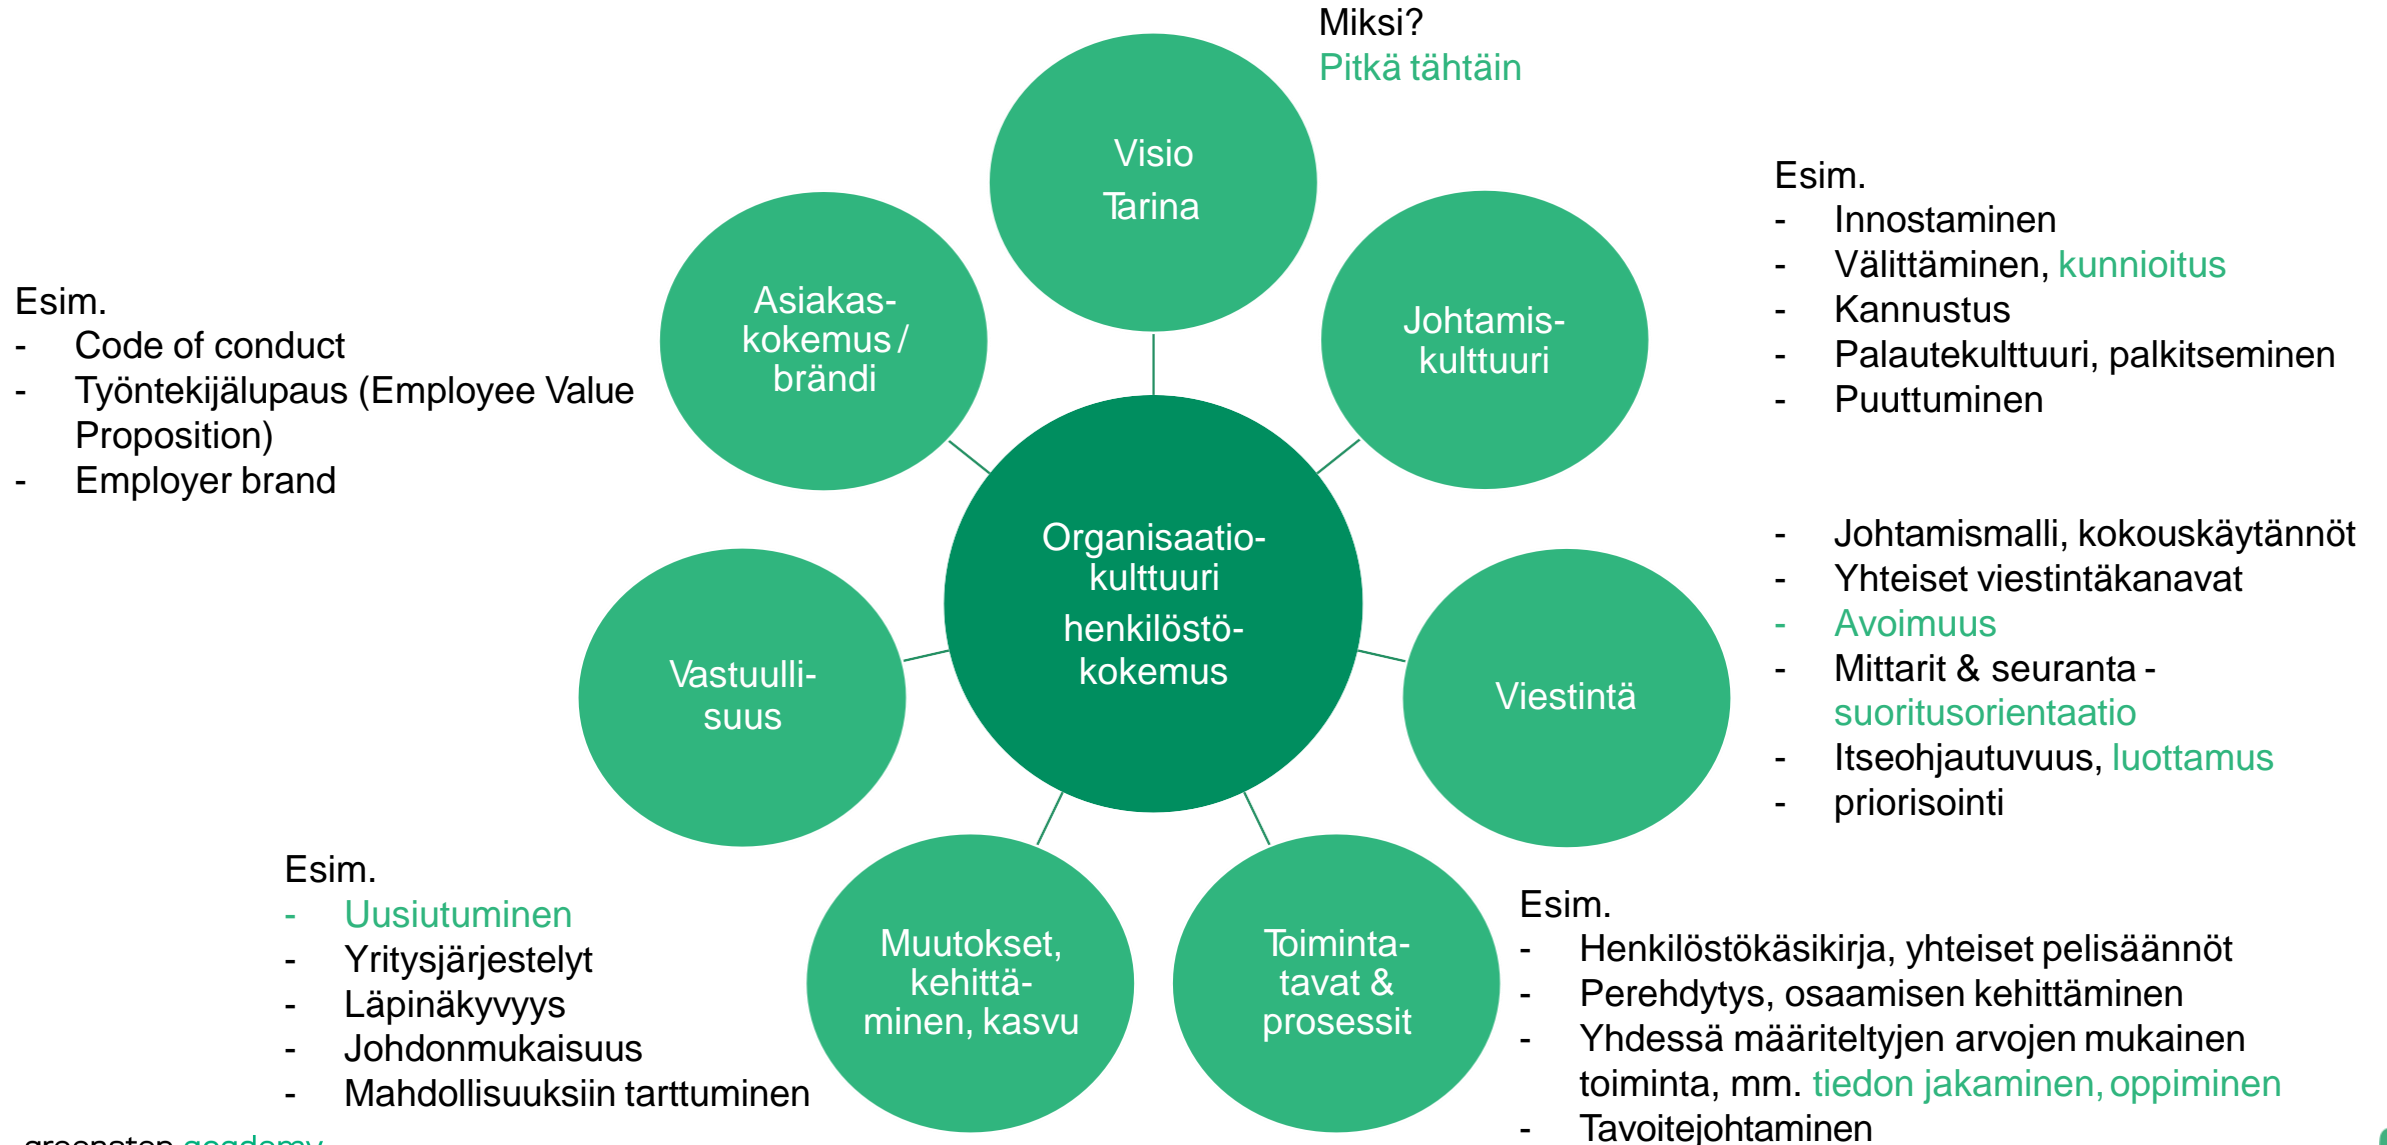 Miksi?
Pitkä tähtäin
Visio
Tarina
Esim.
- Innostaminen
- Välittäminen, kunnioitus
- Kannustus
- Palautekulttuuri, palkitseminen
- Puuttuminen
Asiakas-
kokemus /
brändi
Johtamis-
kulttuuri
Esim.
- Code of conduct
- Työntekijälupaus (Employee Value
Proposition)
- Employer brand
Organisaatio-
kulttuuri
henkilöstö-
kokemus
- Johtamismalli, kokouskäytännöt
- Yhteiset viestintäkanavat
- Avoimuus
- Mittarit & seuranta -
suoritusorientaatio
- Itseohjautuvuus, luottamus
- priorisointi
Vastuulli-
suus
Viestintä
Esim.
- Uusiutuminen
- Yritysjärjestelyt
- Läpinäkyvyys
- Johdonmukaisuus
- Mahdollisuuksiin tarttuminen
Muutokset,
kehittä-
minen, kasvu
Toiminta-
tavat &
prosessit
Esim.
- Henkilöstökäsikirja, yhteiset pelisäännöt
- Perehdytys, osaamisen kehittäminen
- Yhdessä määriteltyjen arvojen mukainen
toiminta, mm. tiedon jakaminen, oppiminen
- Tavoitejohtaminen
greenstep academy